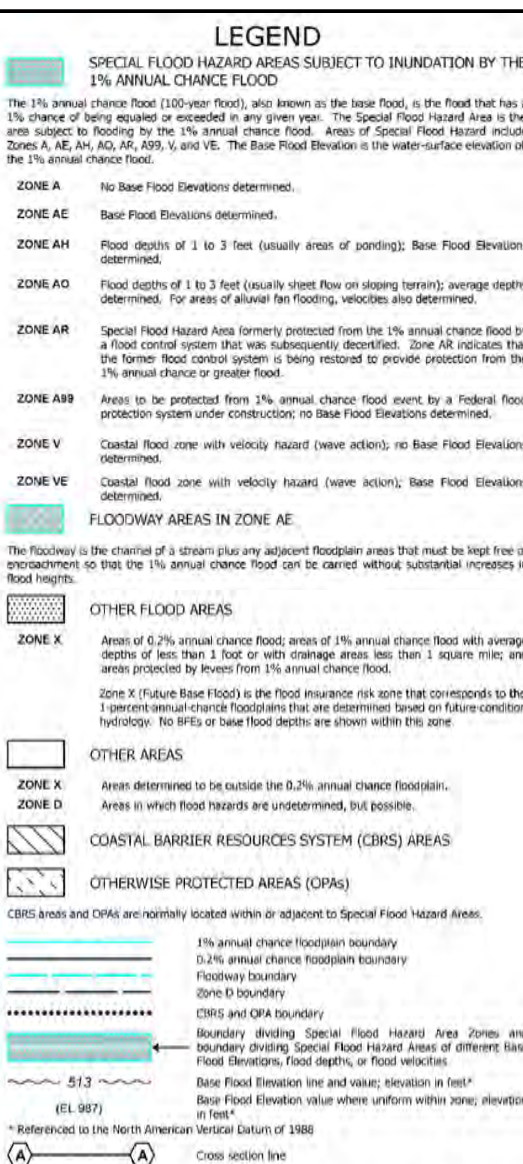 LEGEND
SPECIAL FLOOD HAZARD AREAS SUBJECT TO INUNDATION BY THE
1% ANNUAL CHANCE FLOOD
The 1% annual chance flood (100-year flood), also known as the base flood, is the flood that has
1% chance of being equaled or exceeded in any given year. The Special Flood Hazard Area is the
area subject to flooding by the 1% annual chance flood. Areas of Special Flood Hazard includ
Zones A, AE, AH, AO, AR, A99, V, and VE. The Base Flood Elevation is the water-surface elevation of
the 1% annual chance flood.
ZONE A No Base Flood Elevations determined.
ZONE AE Base Flood Elevations determined.
ZONE AH Flood depths of 1 to 3 feet (usually areas of ponding); Base Flood Elevation
determined.
ZONE AO Flood depths of 1 to 3 feet (usually sheet flow on sloping terrain); average depth
determined. For areas of alluvial fan flooding, velocities also determined.
ZONE AR Special Flood Hazard Area formerly protected from the 1% annual chance flood b
a flood control system that was subsequently decertified. Zone AR indicates tha
the former flood control system is being restored to provide protection from the
1% annual chance or greater flood.
ZONE A99 Areas to be protected from 1% annual chance flood event by a Federal flood
protection system under construction; no Base Flood Elevations determined.
ZONE V Coastal flood zone with velocity hazard (wave action); no Base Flood Elevation
determined.
ZONE VE Coastal flood zone with velocity hazard (wave action); Base Flood Elevation
determined.
FLOODWAY AREAS IN ZONE AE
The floodway is the channel of a stream plus any adjacent floodplain areas that must be kept free o
encroachment so that the 1% annual chance flood can be carried without substantial increases i
flood heights.
OTHER FLOOD AREAS
ZONE X Areas of 0.2% annual chance flood; areas of 1% annual chance flood with average
depths of less than 1 foot or with drainage areas less than 1 square mile; an
areas protected by levees from 1% annual chance flood.
Zone X (Future Base Flood) is the flood insurance risk zone that corresponds to the
1-percent-annual-chance floodplains that are determined based on future-condition
hydrology. No BFEs or base flood depths are shown within this zone
OTHER AREAS
ZONE X Areas determined to be outside the 0.2% annual chance floodplain.
ZONE D Areas in which flood hazards are undetermined, but possible.
COASTAL BARRIER RESOURCES SYSTEM (CBRS) AREAS
OTHERWISE PROTECTED AREAS (OPAs)
CBRS areas and OPAs are normally located within or adjacent to Special Flood Hazard Areas.
1% annual chance floodplain boundary
0.2% annual chance floodplain boundary
Floodway boundary
Zone D boundary
CBRS and OPA boundary
Boundary dividing Special Flood Hazard Area Zones an
boundary dividing Special Flood Hazard Areas of different Bas
Flood Elevations, flood depths, or flood velocities
513 Base Flood Elevation line and value; elevation in feet*
(EL 987) Base Flood Elevation value where uniform within zone; elevation
in feet*
* Referenced to the North American Vertical Datum of 1988
A A Cross section line